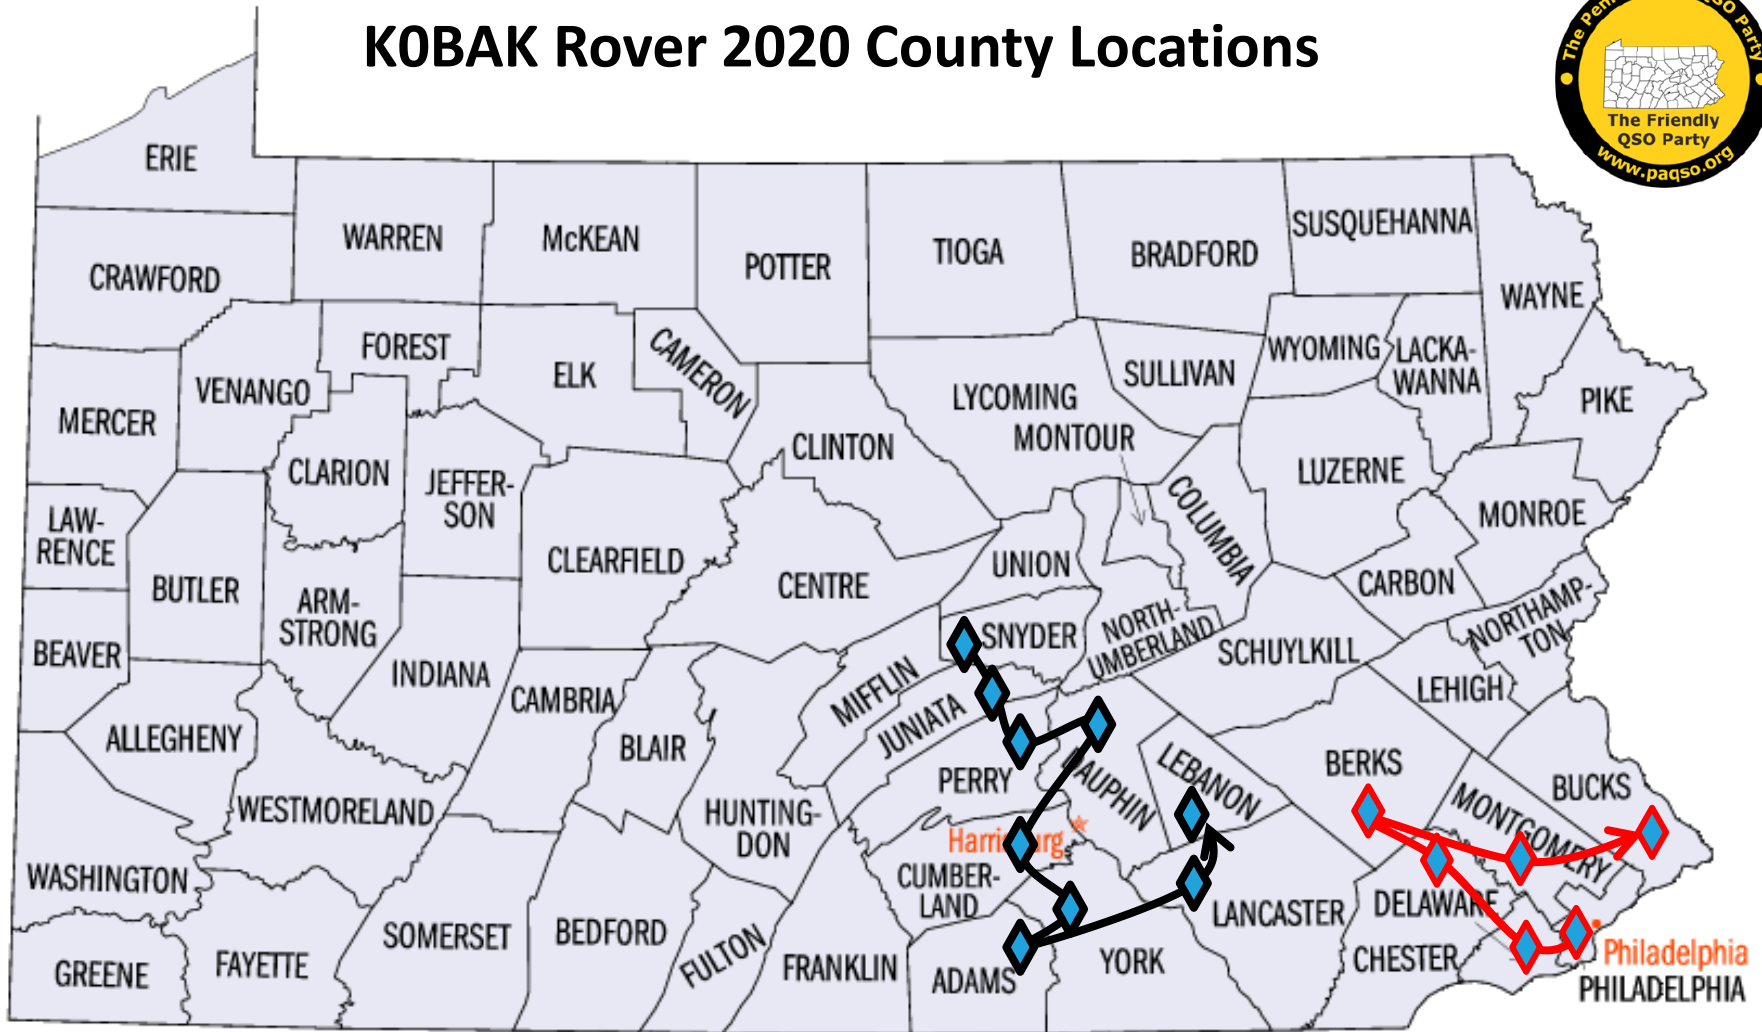 K0BAK Rover 2020 County Locations
QSO Party
The Friendly
QSO Party
www.paqso.org
ERIE
WARREN
McKEAN
POTTER
TIOGA
BRADFORD
SUSQUEHANNA
CRAWFORD
WAYNE
FOREST
ELK
CAMERON
SULLIVAN
WYOMING
LACKA-
WANNA
VENANGO
MERCER
LYCOMING
PIKE
MONTOUR
CLINTON
CLARION
JEFFER-
SON
LUZERNE
COLUMBIA
MONROE
LAW-
RENCE
BUTLER
CLEARFIELD
CENTRE
UNION
CARBON
ARM-
STRONG
NORTHAMP-
TON
SNYDER
NORTH-
UMBERLAND
SCHUYLKILL
BEAVER
INDIANA
CAMBRIA
MIFFLIN
LEHIGH
JUNIATA
ALLEGHENY
BLAIR
PERRY
DAUPHIN
LEBANON
BERKS
BUCKS
WESTMORELAND
HUNTING-
DON
MONTGOMERY
Harrisburg
WASHINGTON
CUMBER-
LAND
LANCASTER
DELAWARE
SOMERSET
BEDFORD
FULTON
FRANKLIN
ADAMS
YORK
CHESTER
GREENE
FAYETTE
Philadelphia
PHILADELPHIA